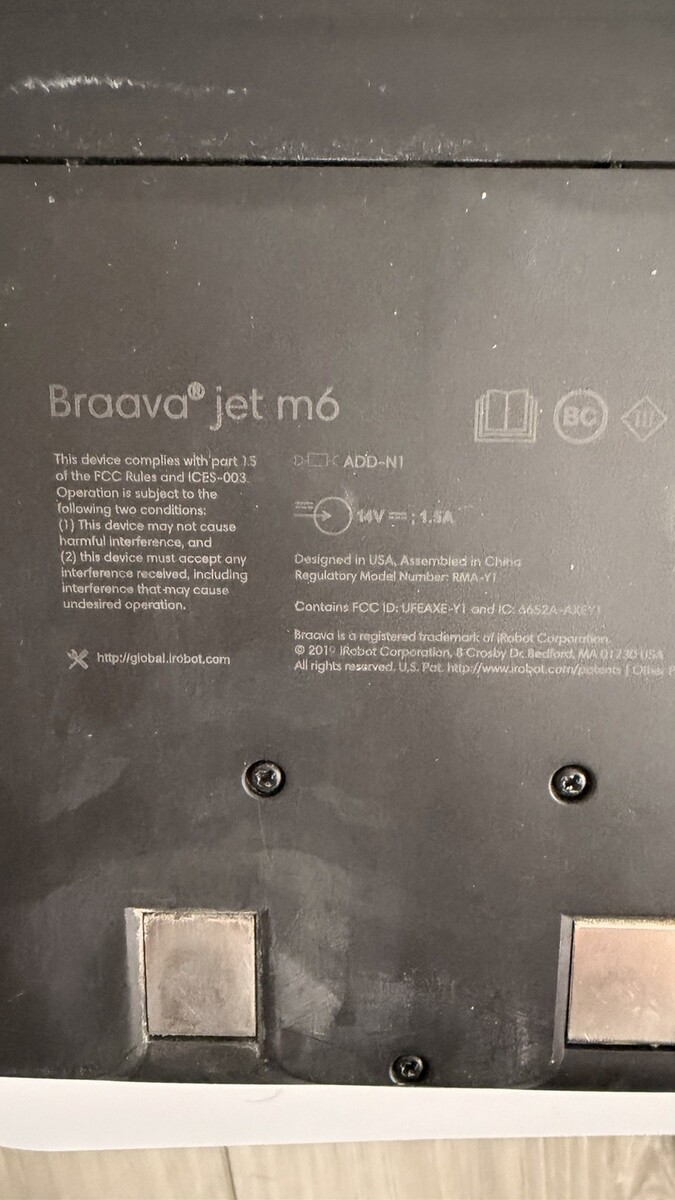 Braava® jet m6
BC
III
This device complies with part 15
of the FCC Rules and ICES-003.
Operation is subject to the
following two conditions:
(1) This device may not cause
harmful interference, and
(2) this device must accept any
interference received, including
interference that may cause
undesired operation.
http://global.irobot.com
ADD-N1
14V ⎓ ; 1.5A
Designed in USA, Assembled in China
Regulatory Model Number: RMA-Y1
Contains FCC ID: UFEAXE-Y1 and IC: 6652A-AXEY1
Braava is a registered trademark of iRobot Corporation.
© 2019 iRobot Corporation, 8 Crosby Dr. Bedford, MA 01730 USA
All rights reserved. U.S. Pat. http://www.irobot.com/patents | Other